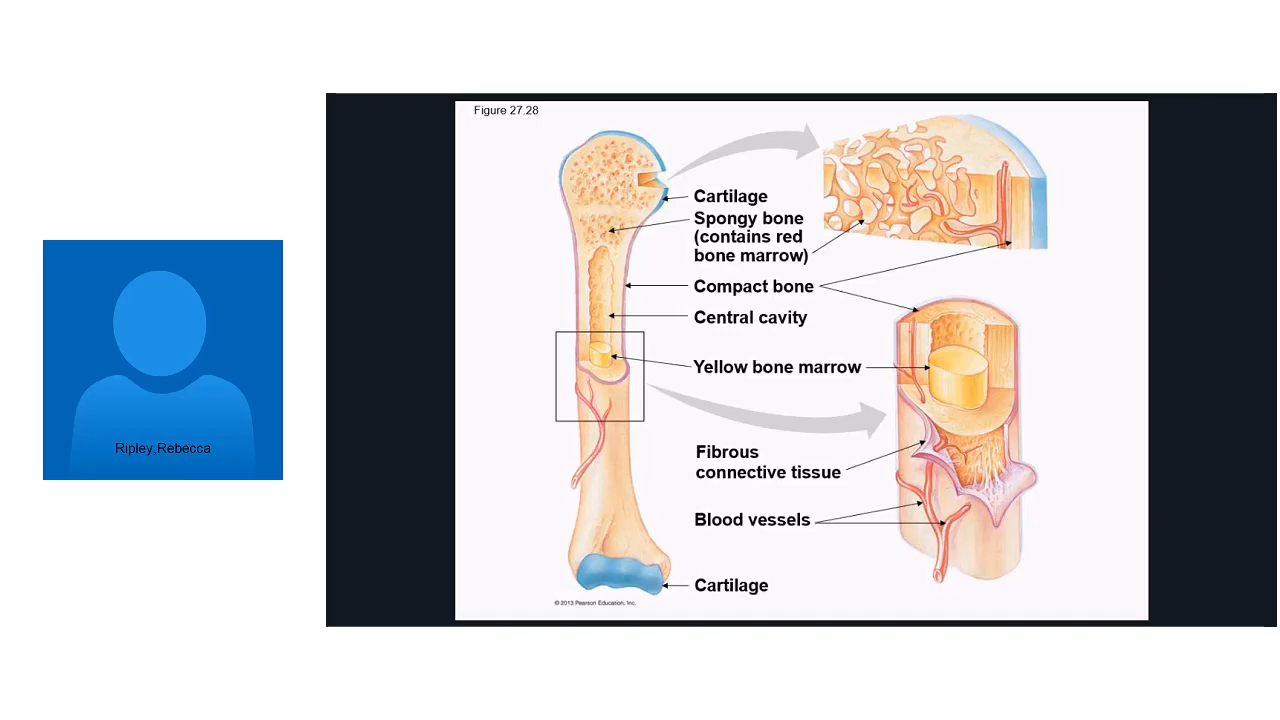 Figure 27.28
Cartilage
Spongy bone
(contains red
bone marrow)
Compact bone
Central cavity
Yellow bone marrow
Fibrous
connective tissue
Blood vessels
Cartilage
© 2013 Pearson Education, Inc.
Ripley,Rebecca